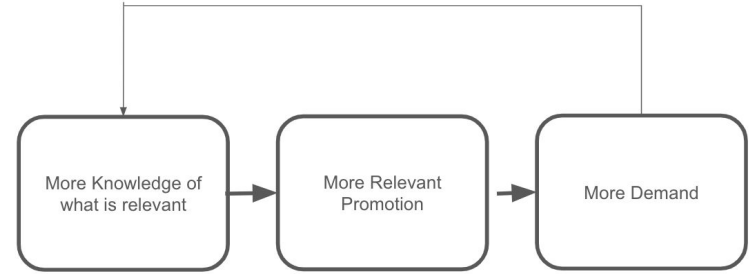 More Knowledge of
what is relevant
More Relevant
Promotion
More Demand